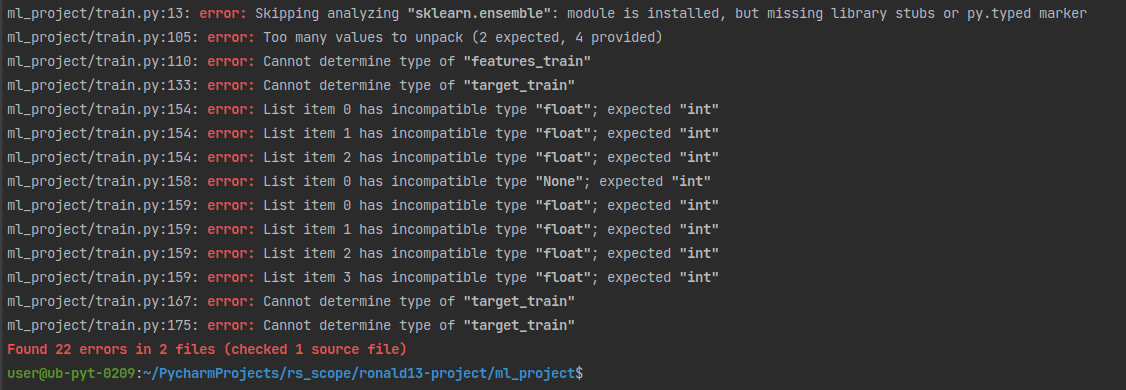 ml_project/train.py:13: error: Skipping analyzing "sklearn.ensemble": module is installed, but missing library stubs or py.typed marker
ml_project/train.py:105: error: Too many values to unpack (2 expected, 4 provided)
ml_project/train.py:110: error: Cannot determine type of "features_train"
ml_project/train.py:133: error: Cannot determine type of "target_train"
ml_project/train.py:154: error: List item 0 has incompatible type "float"; expected "int"
ml_project/train.py:154: error: List item 1 has incompatible type "float"; expected "int"
ml_project/train.py:154: error: List item 2 has incompatible type "float"; expected "int"
ml_project/train.py:158: error: List item 0 has incompatible type "None"; expected "int"
ml_project/train.py:159: error: List item 0 has incompatible type "float"; expected "int"
ml_project/train.py:159: error: List item 1 has incompatible type "float"; expected "int"
ml_project/train.py:159: error: List item 2 has incompatible type "float"; expected "int"
ml_project/train.py:159: error: List item 3 has incompatible type "float"; expected "int"
ml_project/train.py:167: error: Cannot determine type of "target_train"
ml_project/train.py:175: error: Cannot determine type of "target_train"
Found 22 errors in 2 files (checked 1 source file)
user@ub-pyt-0209:~/PycharmProjects/rs_scope/ronald13-project/ml_project$